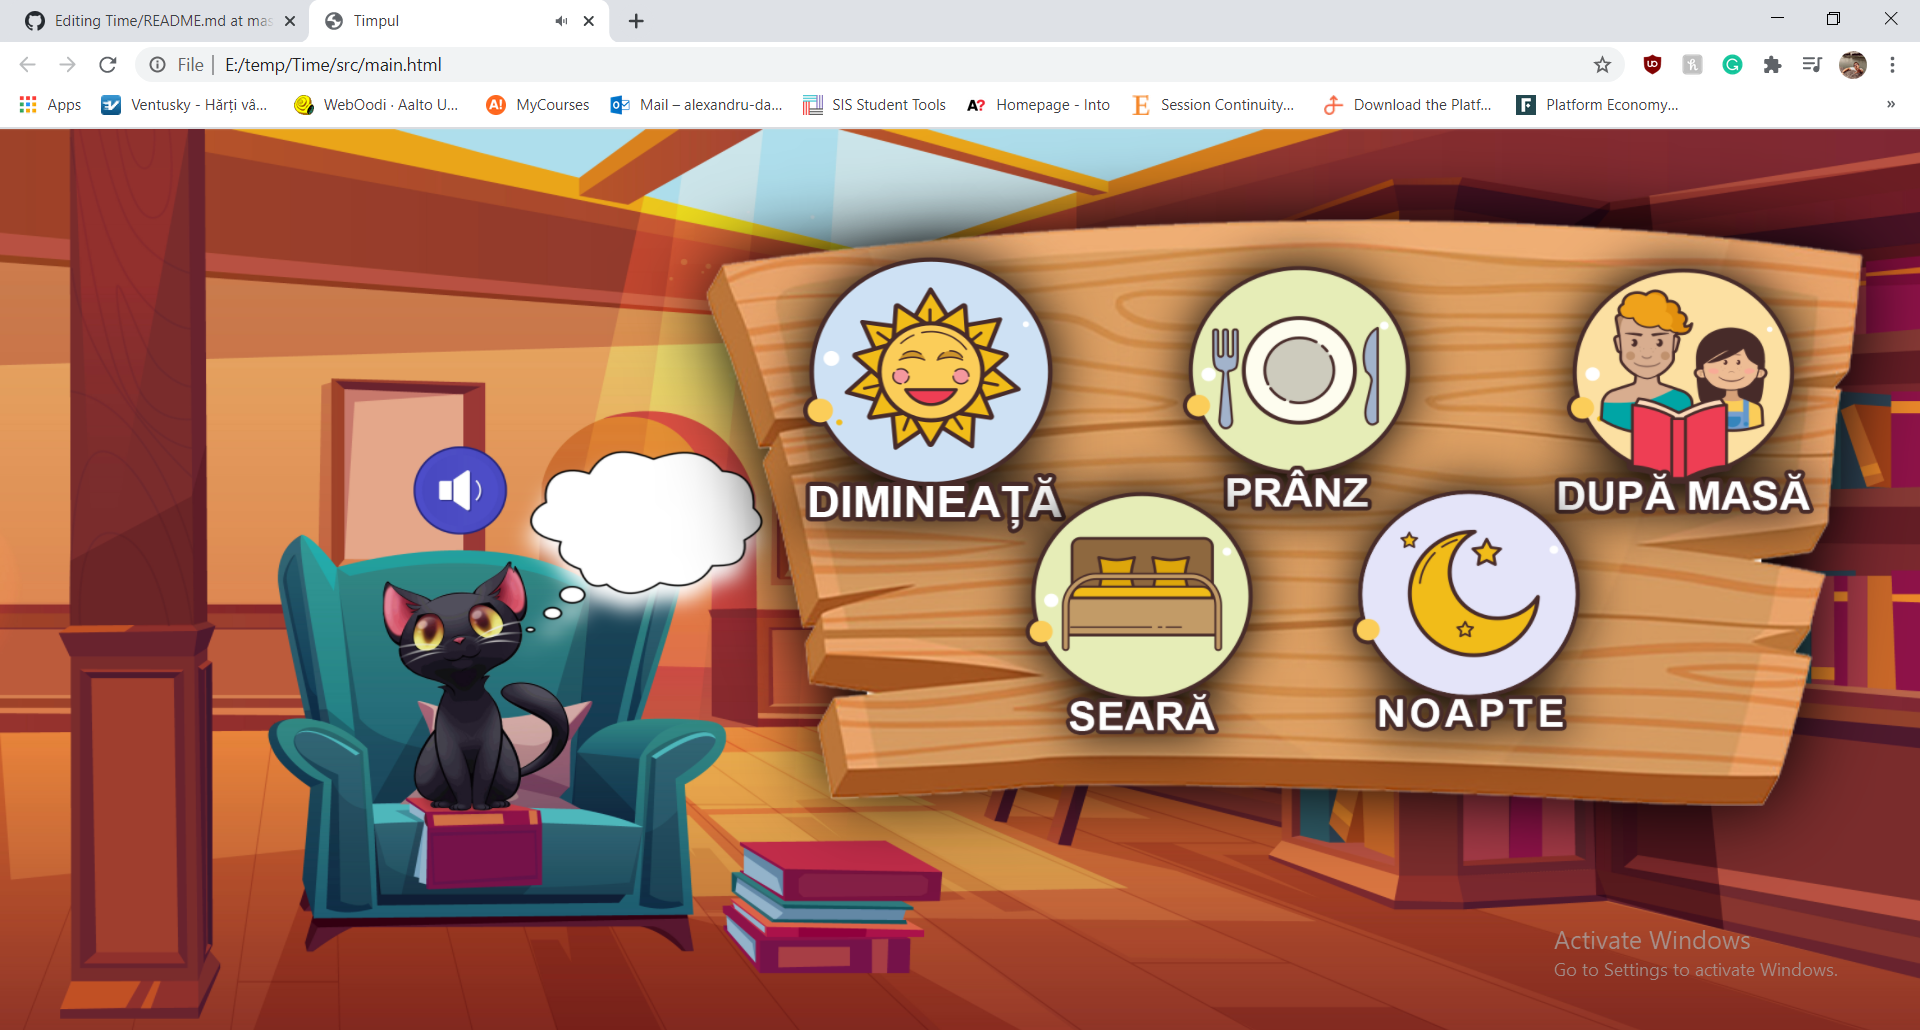 Editing Time/README.md at mas
Timpul
File
E:/temp/Time/src/main.html
Apps
Ventusky - Hărți vâ...
WebOodi · Aalto U...
MyCourses
Mail – alexandru-da...
SIS Student Tools
Homepage - Into
Session Continuity...
Download the Platf...
Platform Economy...
»
DIMINEAȚĂ
PRÂNZ
DUPĂ MASĂ
SEARĂ
NOAPTE
Activate Windows
Go to Settings to activate Windows.